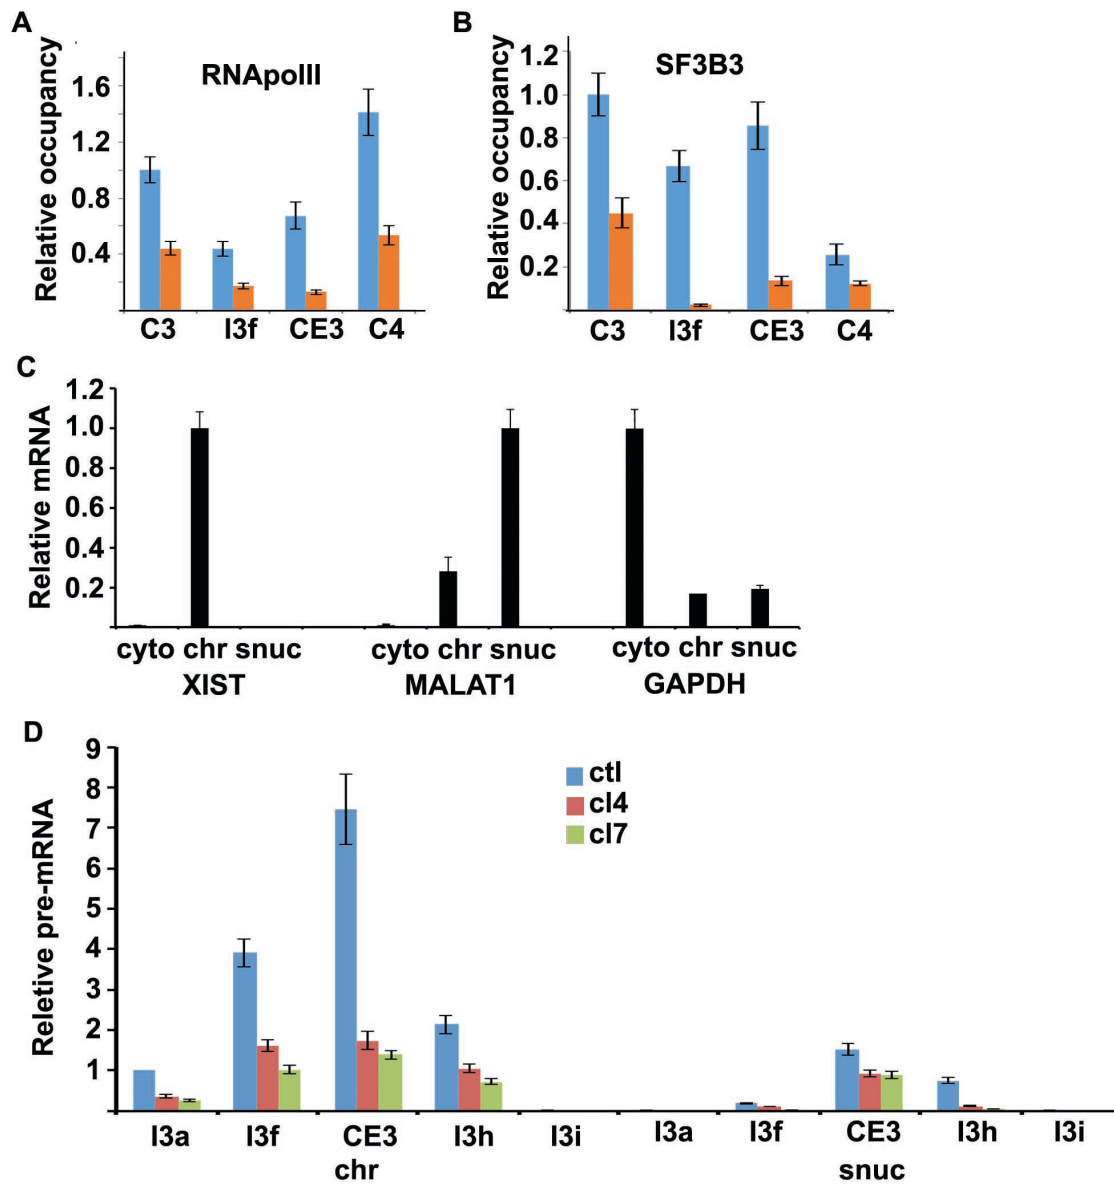 A
RNApolII
Relative occupancy
1.6
1.2
0.8
0.4
C3 I3f CE3 C4
B
SF3B3
Relative occupancy
1.2
1.0
0.8
0.6
0.4
0.2
C3 I3f CE3 C4
C
Relative mRNA
1.2
1.0
0.8
0.6
0.4
0.2
cyto chr snuc cyto chr snuc cyto chr snuc
XIST MALAT1 GAPDH
D
Reletive pre-mRNA
9
8
7
6
5
4
3
2
1
ctl
cl4
cl7
I3a I3f CE3 I3h I3i I3a I3f CE3 I3h I3i
chr snuc